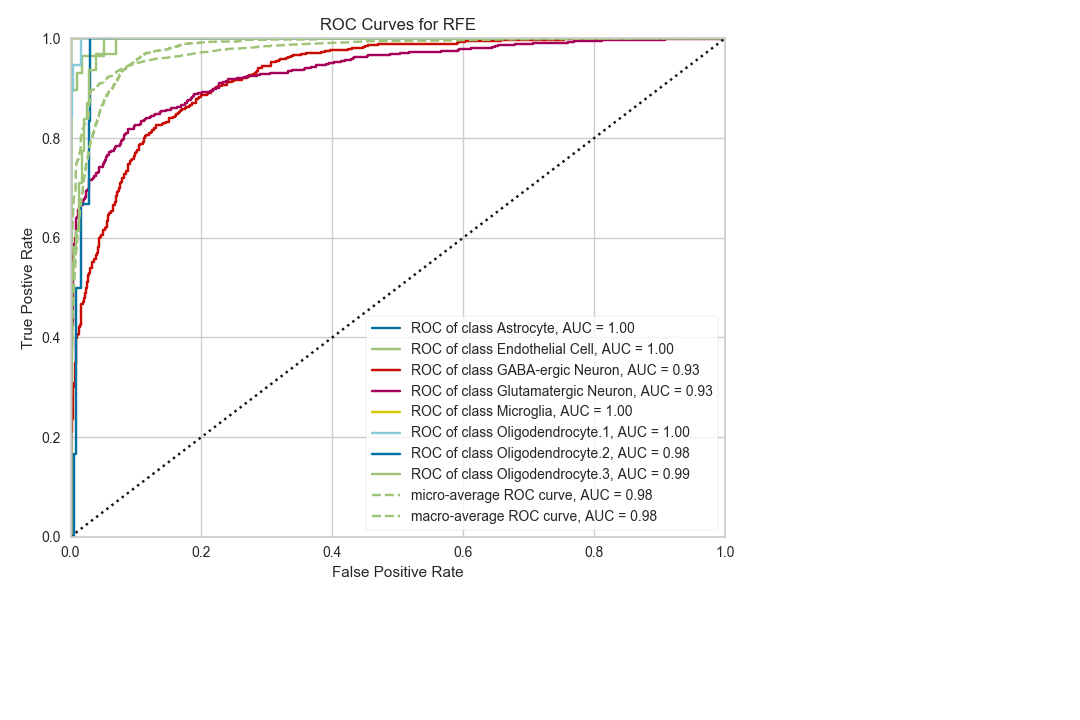 ROC Curves for RFE
1.0
0.8
0.6
0.4
0.2
0.0
True Postive Rate
ROC of class Astrocyte, AUC = 1.00
ROC of class Endothelial Cell, AUC = 1.00
ROC of class GABA-ergic Neuron, AUC = 0.93
ROC of class Glutamatergic Neuron, AUC = 0.93
ROC of class Microglia, AUC = 1.00
ROC of class Oligodendrocyte.1, AUC = 1.00
ROC of class Oligodendrocyte.2, AUC = 0.98
ROC of class Oligodendrocyte.3, AUC = 0.99
micro-average ROC curve, AUC = 0.98
macro-average ROC curve, AUC = 0.98
0.0 0.2 0.4 0.6 0.8 1.0
False Positive Rate